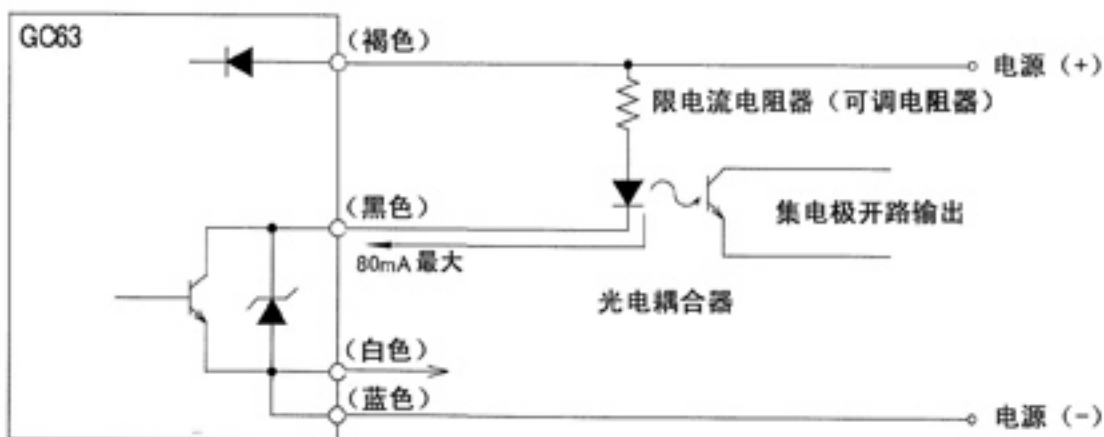 GC63
（褐色）
电源（+）
限电流电阻器（可调电阻器）
（黑色）
集电极开路输出
80mA 最大
光电耦合器
（白色）
（蓝色）
电源（-）